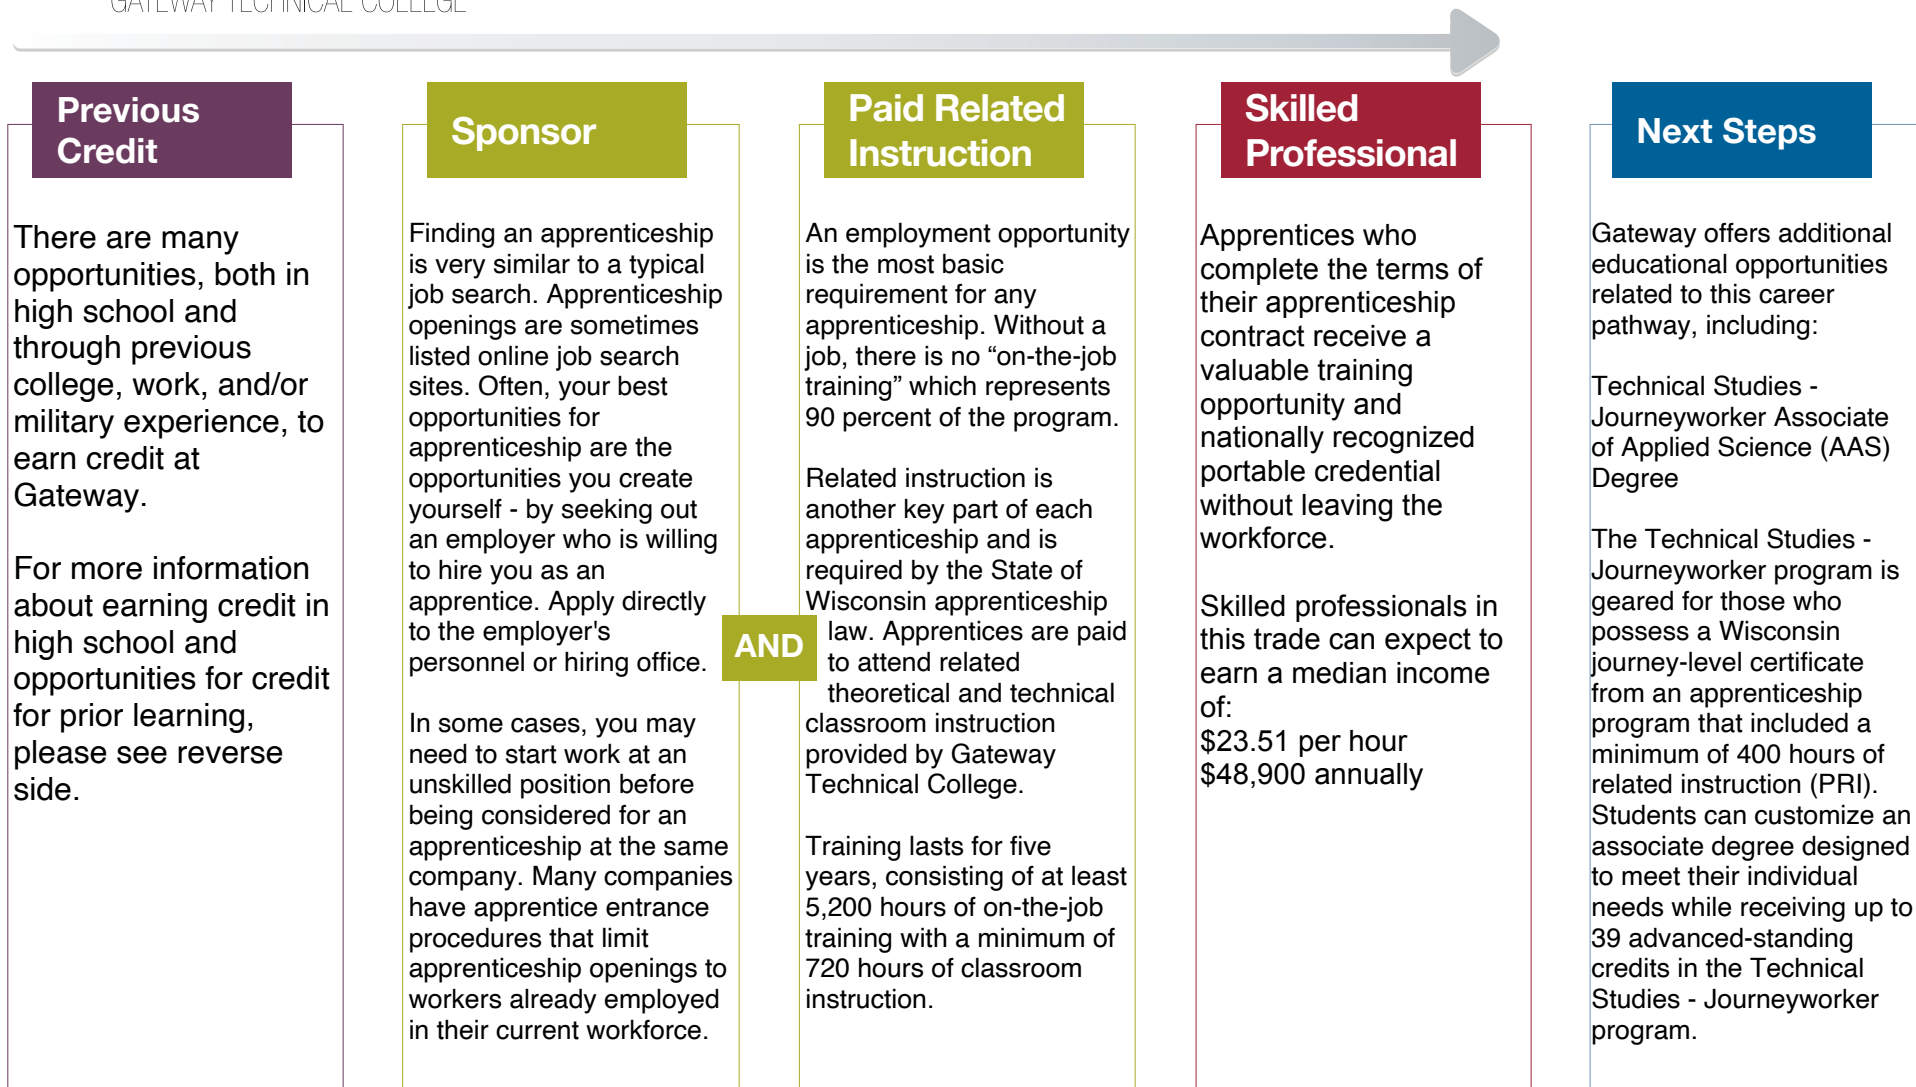 GATEWAY TECHNICAL COLLEGE
Previous
Credit
There are many
opportunities, both in
high school and
through previous
college, work, and/or
military experience, to
earn credit at
Gateway.
For more information
about earning credit in
high school and
opportunities for credit
for prior learning,
please see reverse
side.
Sponsor
Finding an apprenticeship
is very similar to a typical
job search. Apprenticeship
openings are sometimes
listed online job search
sites. Often, your best
opportunities for
apprenticeship are the
opportunities you create
yourself - by seeking out
an employer who is willing
to hire you as an
apprentice. Apply directly
to the employer's
personnel or hiring office.
In some cases, you may
need to start work at an
unskilled position before
being considered for an
apprenticeship at the same
company. Many companies
have apprentice entrance
procedures that limit
apprenticeship openings to
workers already employed
in their current workforce.
AND
Paid Related
Instruction
An employment opportunity
is the most basic
requirement for any
apprenticeship. Without a
job, there is no “on-the-job
training” which represents
90 percent of the program.
Related instruction is
another key part of each
apprenticeship and is
required by the State of
Wisconsin apprenticeship
law. Apprentices are paid
to attend related
theoretical and technical
classroom instruction
provided by Gateway
Technical College.
Training lasts for five
years, consisting of at least
5,200 hours of on-the-job
training with a minimum of
720 hours of classroom
instruction.
Skilled
Professional
Apprentices who
complete the terms of
their apprenticeship
contract receive a
valuable training
opportunity and
nationally recognized
portable credential
without leaving the
workforce.
Skilled professionals in
this trade can expect to
earn a median income
of:
$23.51 per hour
$48,900 annually
Next Steps
Gateway offers additional
educational opportunities
related to this career
pathway, including:
Technical Studies -
Journeyworker Associate
of Applied Science (AAS)
Degree
The Technical Studies -
Journeyworker program is
geared for those who
possess a Wisconsin
journey-level certificate
from an apprenticeship
program that included a
minimum of 400 hours of
related instruction (PRI).
Students can customize an
associate degree designed
to meet their individual
needs while receiving up to
39 advanced-standing
credits in the Technical
Studies - Journeyworker
program.